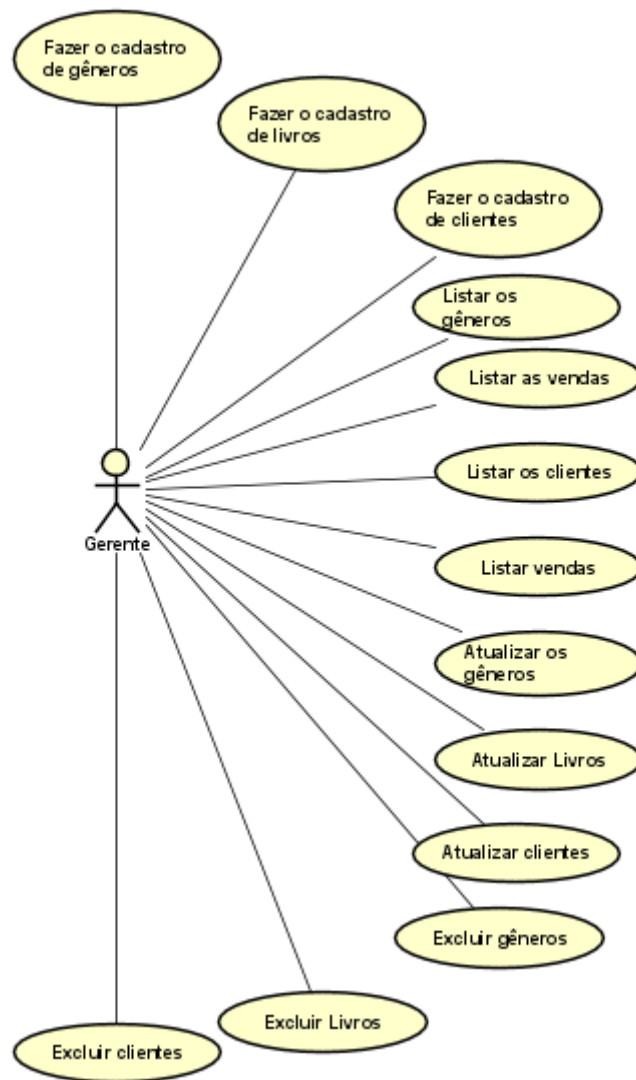 Fazer o cadastro
de gêneros
Fazer o cadastro
de livros
Fazer o cadastro
de clientes
Listar os
gêneros
Listar as vendas
Listar os clientes
Gerente
Listar vendas
Atualizar os
gêneros
Atualizar Livros
Atualizar clientes
Excluir gêneros
Excluir Livros
Excluir clientes